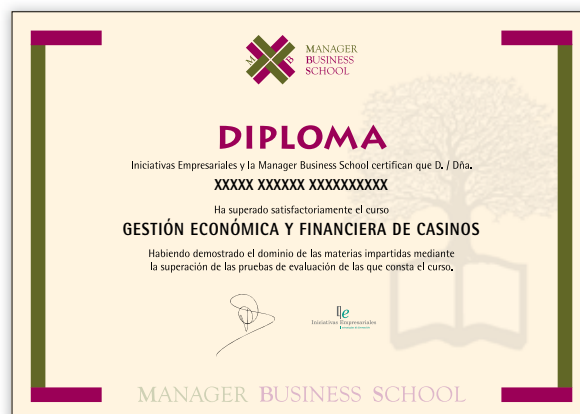 M B
MANAGER
BUSINESS
SCHOOL
DIPLOMA
Iniciativas Empresariales y la Manager Business School certifican que D. / Dña.
XXXXX XXXXXX XXXXXXXXXX
Ha superado satisfactoriamente el curso
GESTIÓN ECONÓMICA Y FINANCIERA DE CASINOS
Habiendo demostrado el dominio de las materias impartidas mediante
la superación de las pruebas de evaluación de las que consta el curso.
Iniciativas Empresariales
MANAGER BUSINESS SCHOOL